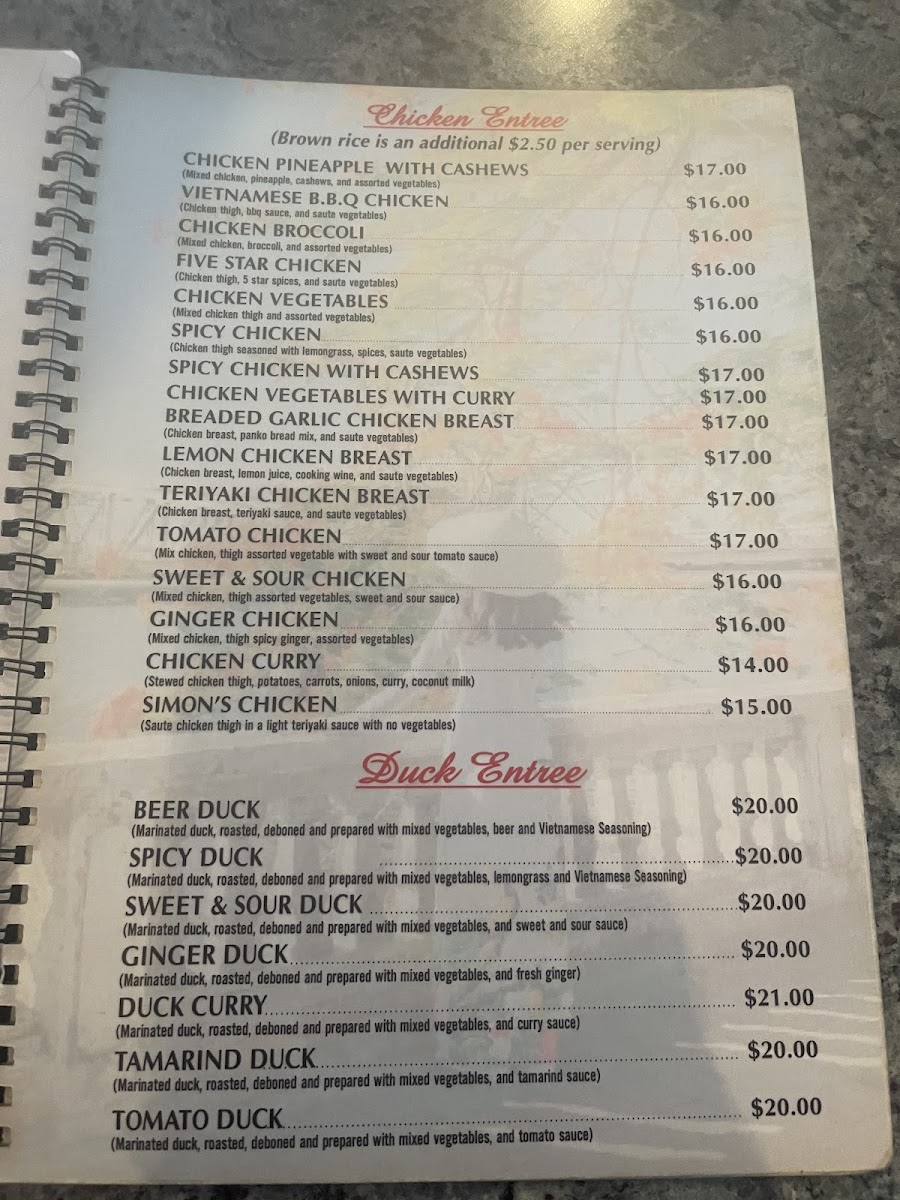 Chicken Entree
(Brown rice is an additional $2.50 per serving)
CHICKEN PINEAPPLE WITH CASHEWS $17.00
(Mixed chicken, pineapple, cashews, and assorted vegetables)
VIETNAMESE B.B.Q CHICKEN $16.00
(Chicken thigh, bbq sauce, and saute vegetables)
CHICKEN BROCCOLI $16.00
(Mixed chicken, broccoli, and assorted vegetables)
FIVE STAR CHICKEN $16.00
(Chicken thigh, 5 star spices, and saute vegetables)
CHICKEN VEGETABLES $16.00
(Mixed chicken thigh and assorted vegetables)
SPICY CHICKEN $16.00
(Chicken thigh seasoned with lemongrass, spices, saute vegetables)
SPICY CHICKEN WITH CASHEWS $17.00
CHICKEN VEGETABLES WITH CURRY $17.00
BREADED GARLIC CHICKEN BREAST $17.00
(Chicken breast, panko bread mix, and saute vegetables)
LEMON CHICKEN BREAST $17.00
(Chicken breast, lemon juice, cooking wine, and saute vegetables)
TERIYAKI CHICKEN BREAST $17.00
(Chicken breast, teriyaki sauce, and saute vegetables)
TOMATO CHICKEN $17.00
(Mix chicken, thigh assorted vegetable with sweet and sour tomato sauce)
SWEET & SOUR CHICKEN $16.00
(Mixed chicken, thigh assorted vegetables, sweet and sour sauce)
GINGER CHICKEN $16.00
(Mixed chicken, thigh spicy ginger, assorted vegetables)
CHICKEN CURRY $14.00
(Stewed chicken thigh, potatoes, carrots, onions, curry, coconut milk)
SIMON'S CHICKEN $15.00
(Saute chicken thigh in a light teriyaki sauce with no vegetables)
Duck Entree
BEER DUCK $20.00
(Marinated duck, roasted, deboned and prepared with mixed vegetables, beer and Vietnamese Seasoning)
SPICY DUCK $20.00
(Marinated duck, roasted, deboned and prepared with mixed vegetables, lemongrass and Vietnamese Seasoning)
SWEET & SOUR DUCK $20.00
(Marinated duck, roasted, deboned and prepared with mixed vegetables, and sweet and sour sauce)
GINGER DUCK $20.00
(Marinated duck, roasted, deboned and prepared with mixed vegetables, and fresh ginger)
DUCK CURRY $21.00
(Marinated duck, roasted, deboned and prepared with mixed vegetables, and curry sauce)
TAMARIND DUCK $20.00
(Marinated duck, roasted, deboned and prepared with mixed vegetables, and tamarind sauce)
TOMATO DUCK $20.00
(Marinated duck, roasted, deboned and prepared with mixed vegetables, and tomato sauce)